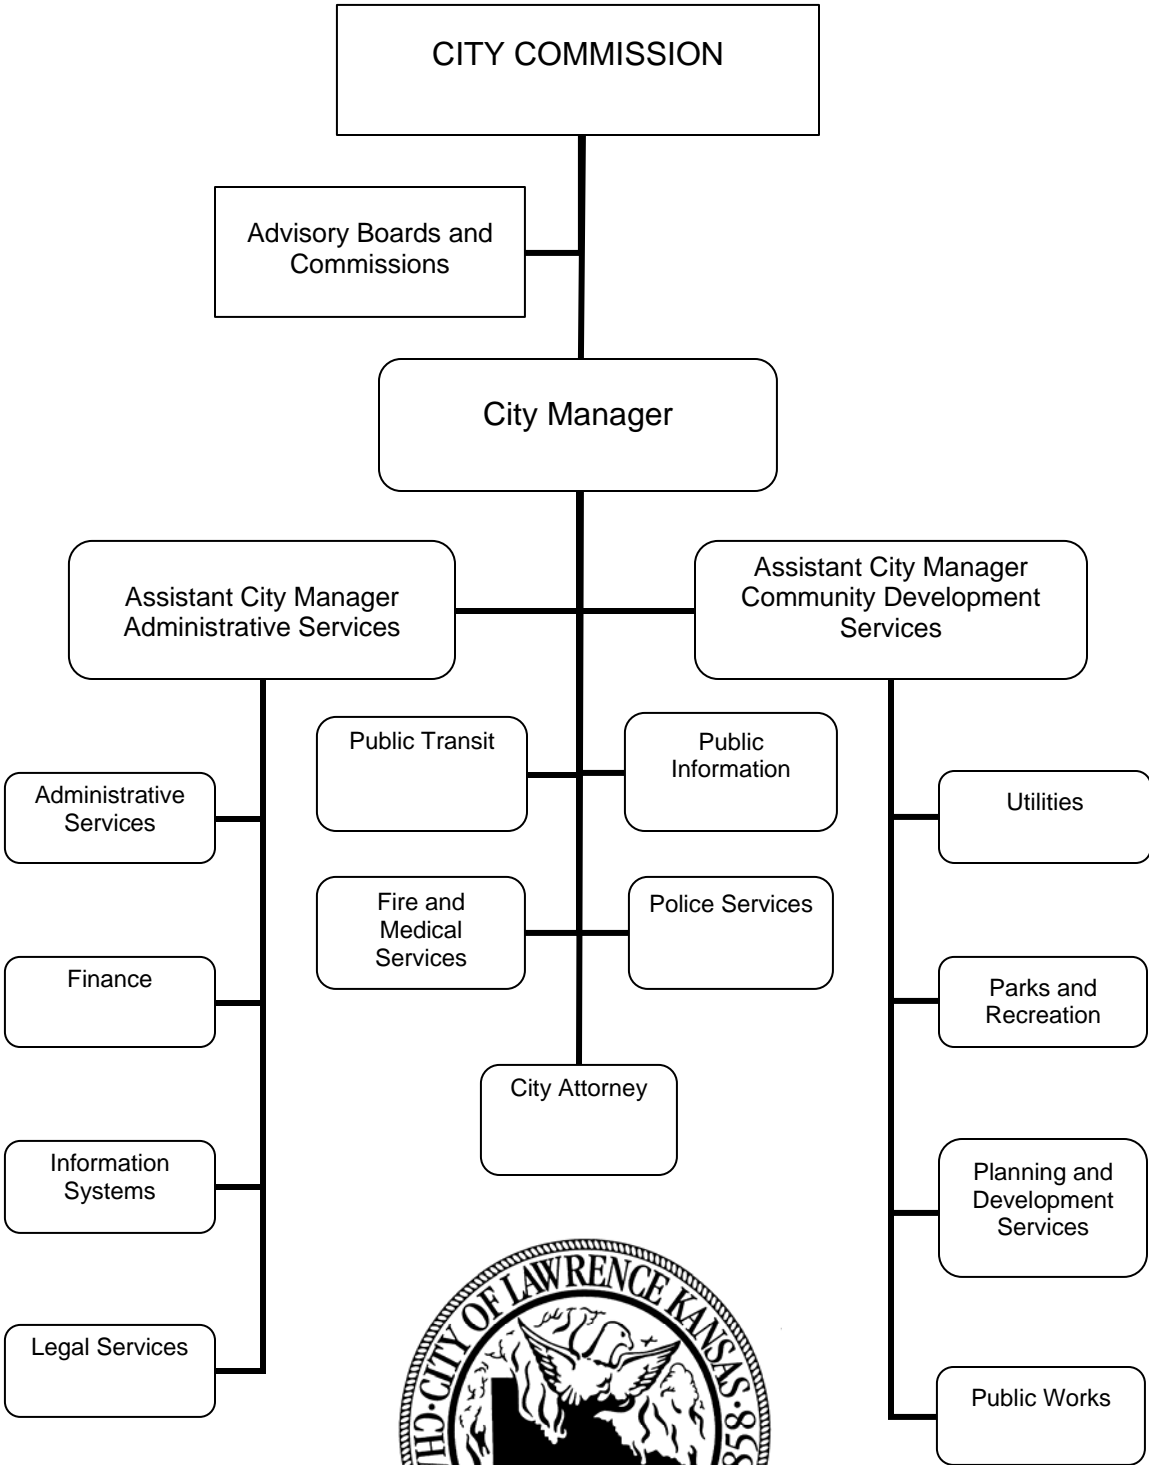 CITY COMMISSION
Advisory Boards and
Commissions
City Manager
Assistant City Manager
Administrative Services
Assistant City Manager
Community Development
Services
Public Transit
Public
Information
Administrative
Services
Utilities
Fire and
Medical
Services
Police Services
Finance
Parks and
Recreation
City Attorney
Information
Systems
Planning and
Development
Services
Legal Services
Public Works
CITY OF LAWRENCE KANSAS